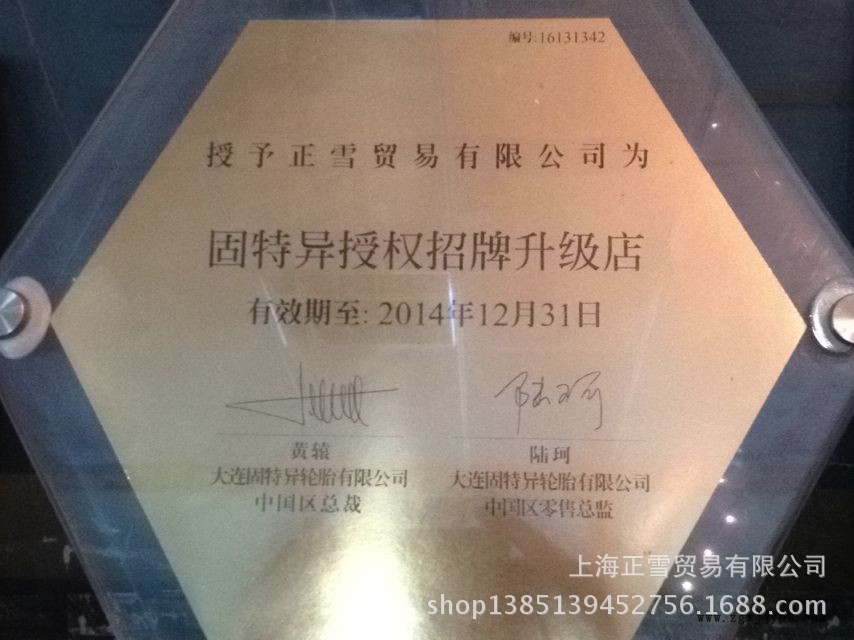 编号:16131342
授予正雪贸易有限公司为
固特异授权招牌升级店
有效期至: 2014年12月31日
黄辕
大连固特异轮胎有限公司
中国区总裁
陆珂
大连固特异轮胎有限公司
中国区零售总监
上海正雪贸易有限公司
shop1385139452756.1688.com